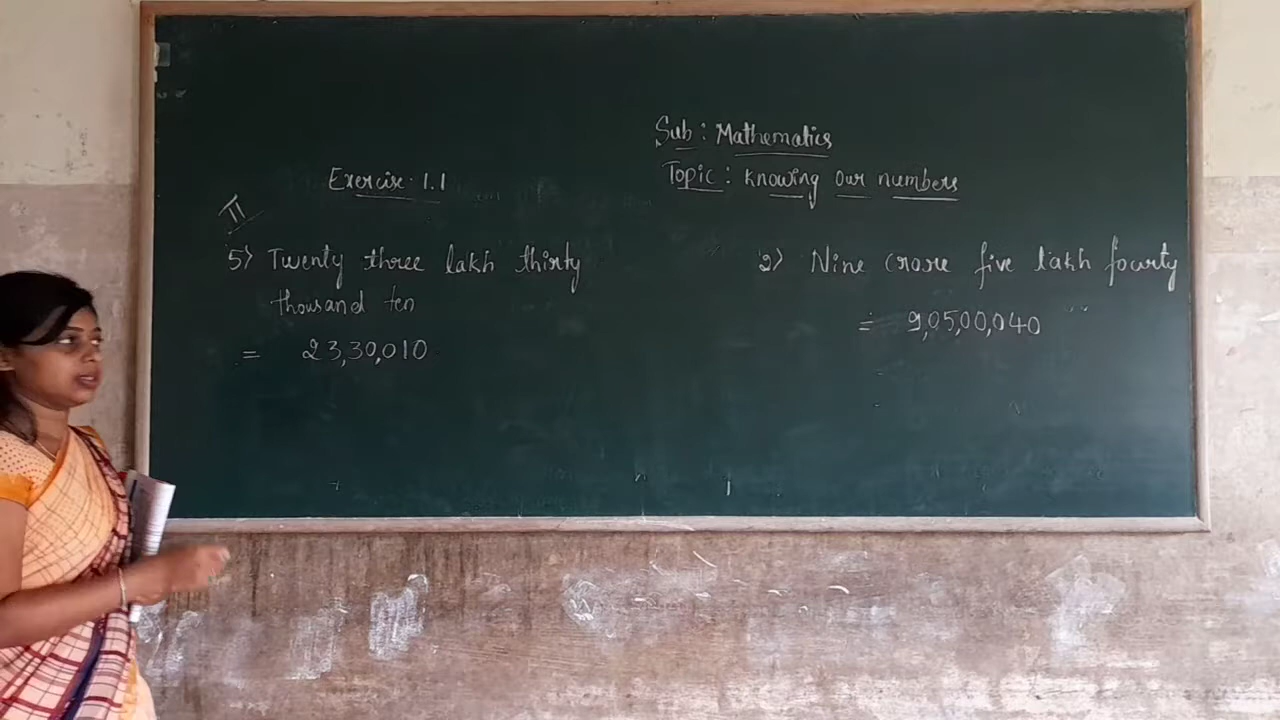 Sub : Mathematics
Topic : Knowing our numbers
Exercise 1.1
II
5) Twenty three lakh thirty
thousand ten
= 23,30,010
2) Nine crore five lakh fourty
= 9,05,00,040